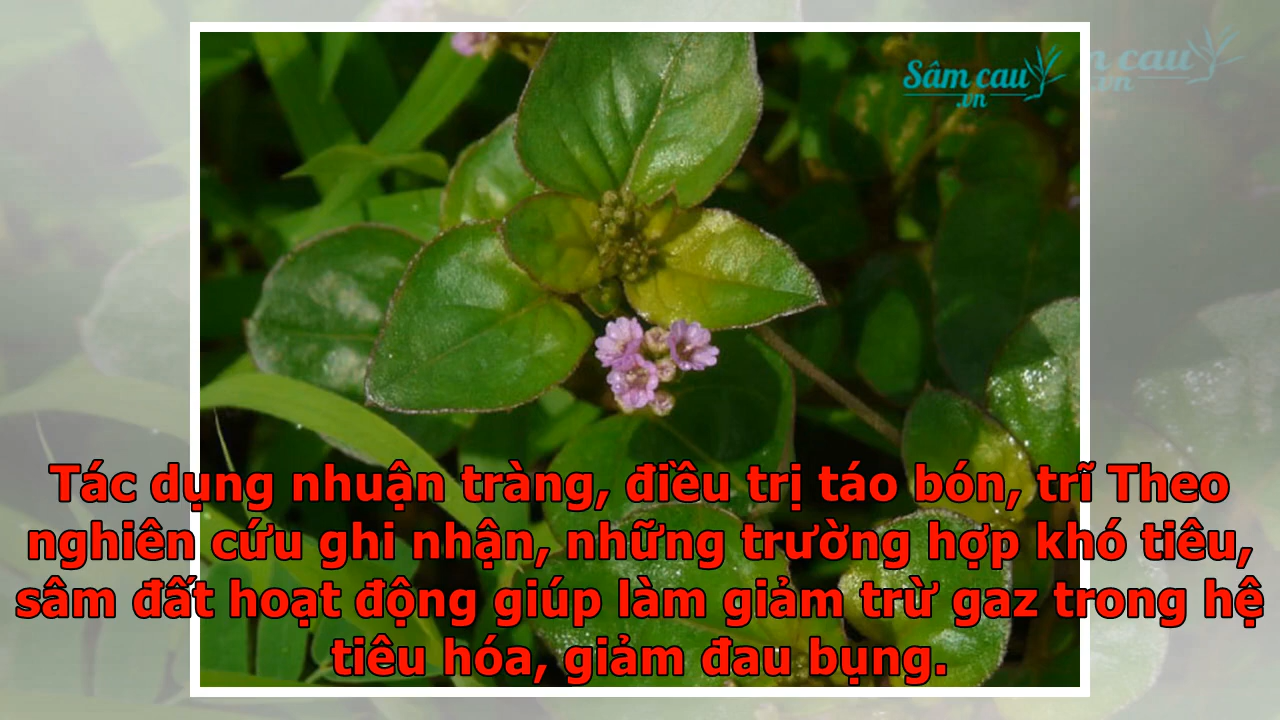 Sâm cau
.vn
m cau
.vn
Tác dụng nhuận tràng, điều trị táo bón, trĩ Theo
nghiên cứu ghi nhận, những trường hợp khó tiêu,
sâm đất hoạt động giúp làm giảm trừ gaz trong hệ
tiêu hóa, giảm đau bụng.